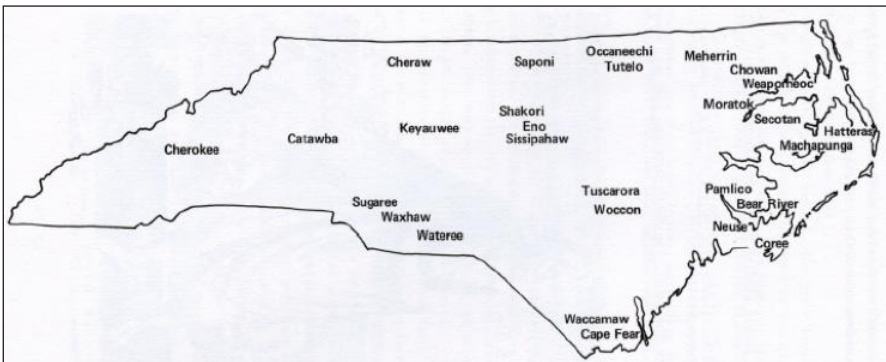 Occaneechi
Tutelo
Cheraw
Saponi
Meherrin
Chowan
Weapomeoc
Moratok
Secotan
Hatteras
Machapunga
Shakori
Eno
Sissipahaw
Keyauwee
Catawba
Cherokee
Tuscarora
Woccon
Pamlico
Bear River
Neuse
Coree
Sugaree
Waxhaw
Wateree
Waccamaw
Cape Fear